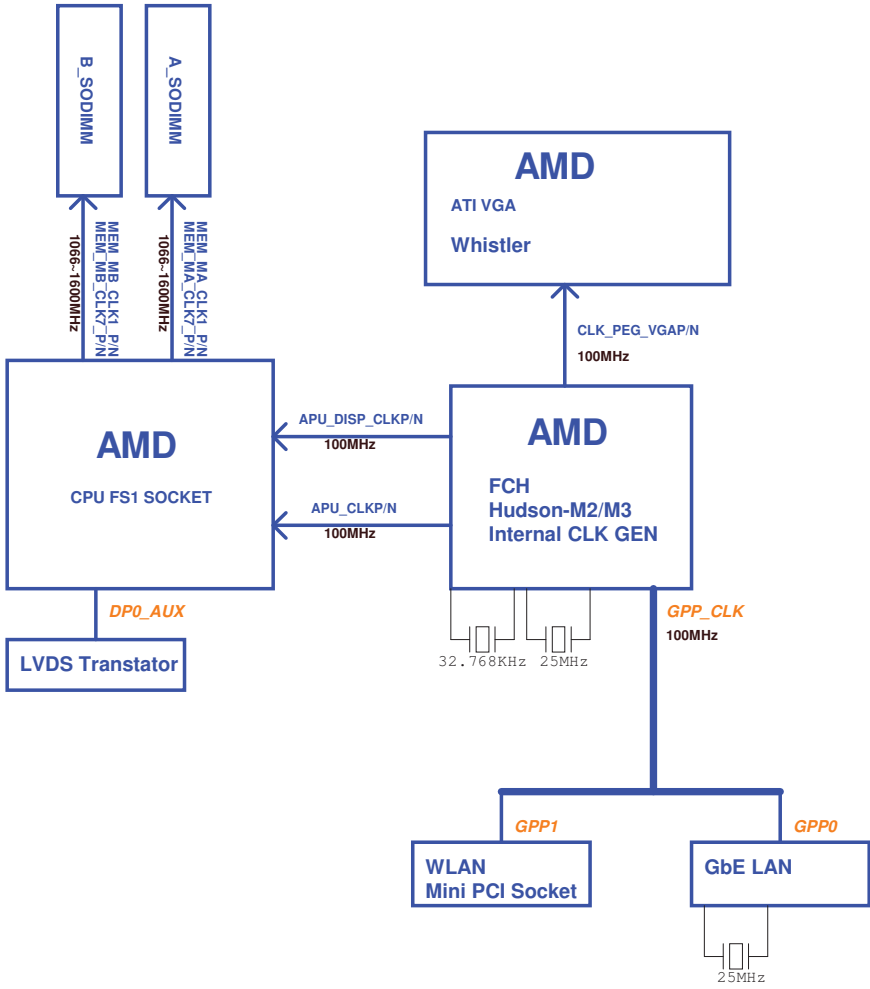 B_SODIMM
A_SODIMM
MEM_MB_CLK1_P/N
MEM_MB_CLK7_P/N
1066~1600MHz
MEM_MA_CLK1_P/N
MEM_MA_CLK7_P/N
1066~1600MHz
AMD
ATI VGA
Whistler
CLK_PEG_VGAP/N
100MHz
AMD
CPU FS1 SOCKET
APU_DISP_CLKP/N
100MHz
APU_CLKP/N
100MHz
AMD
FCH
Hudson-M2/M3
Internal CLK GEN
DP0_AUX
LVDS Transtator
32.768KHz
25MHz
GPP_CLK
100MHz
GPP1
WLAN
Mini PCI Socket
GPP0
GbE LAN
25MHz